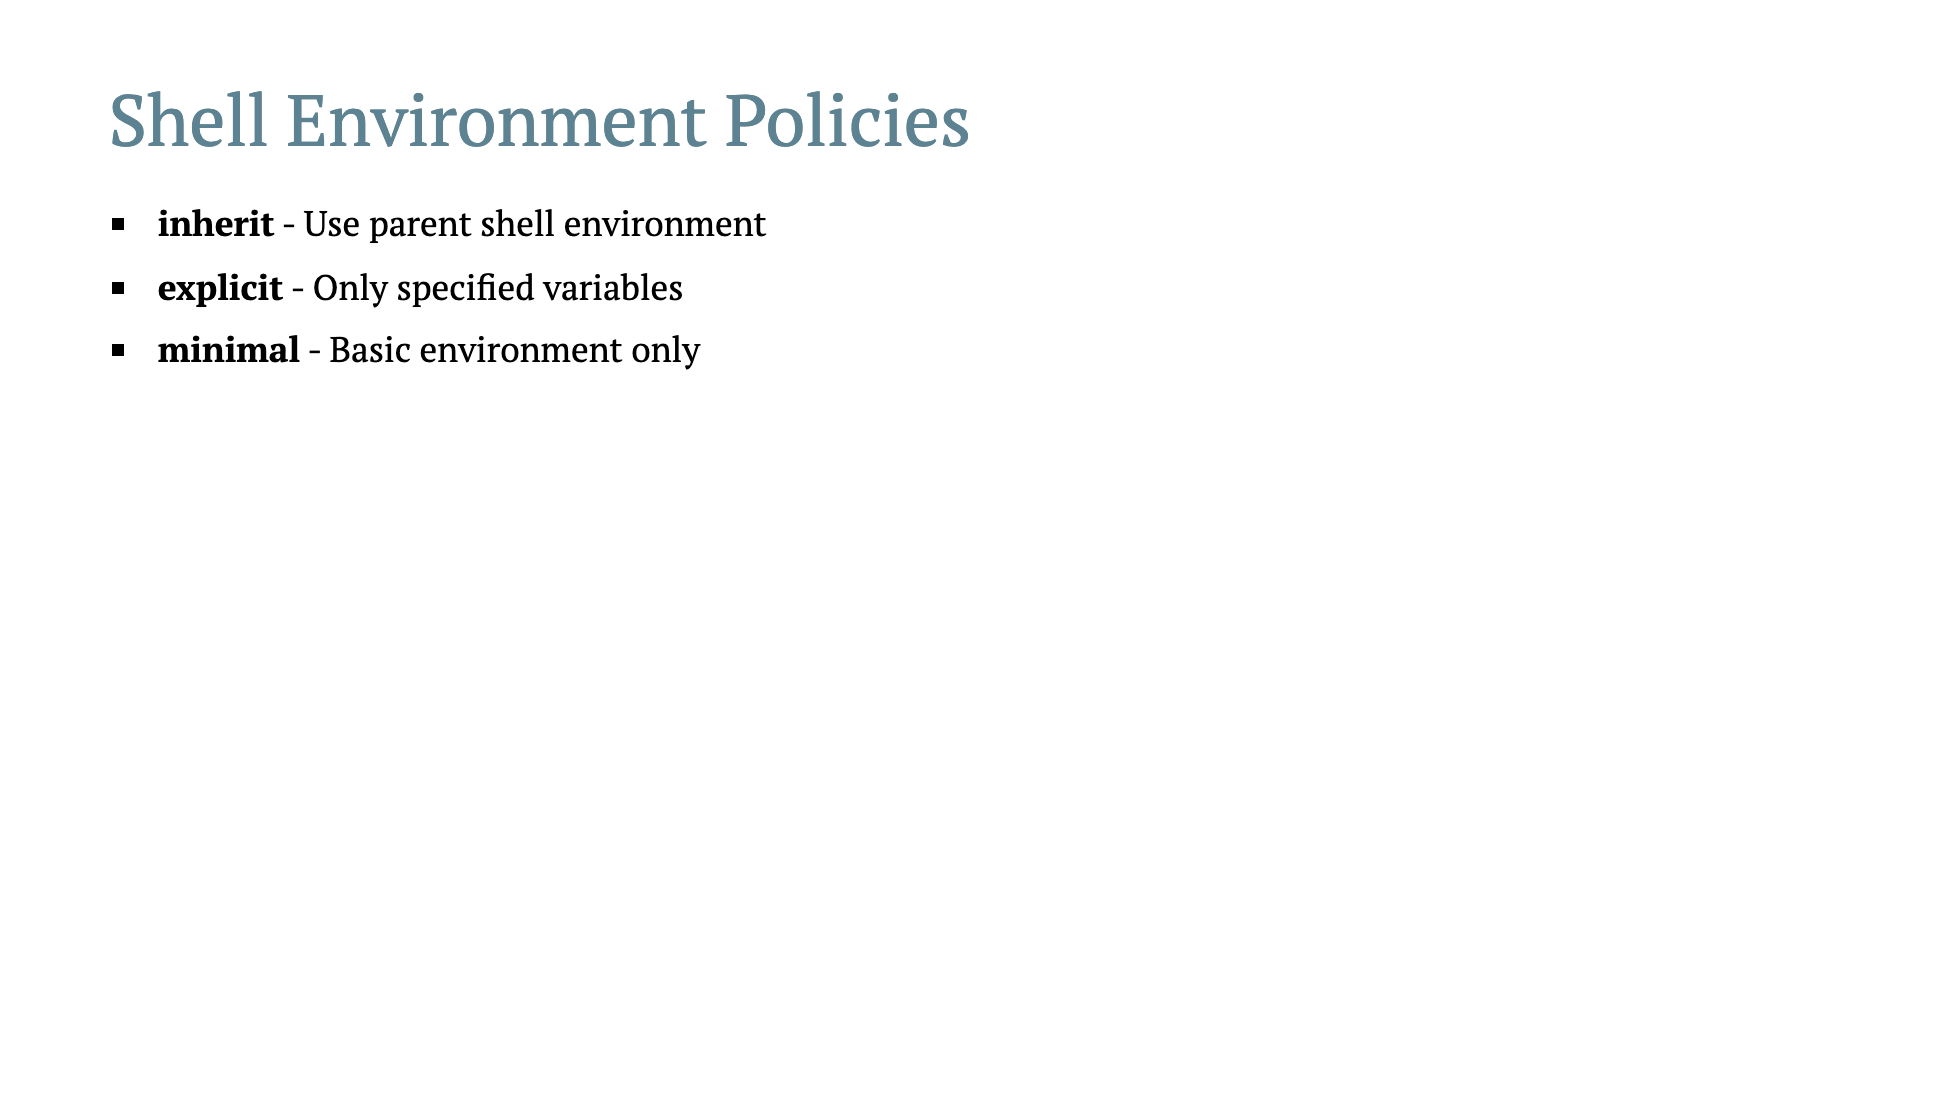 Shell Environment Policies
▪ inherit - Use parent shell environment
▪ explicit - Only specified variables
▪ minimal - Basic environment only